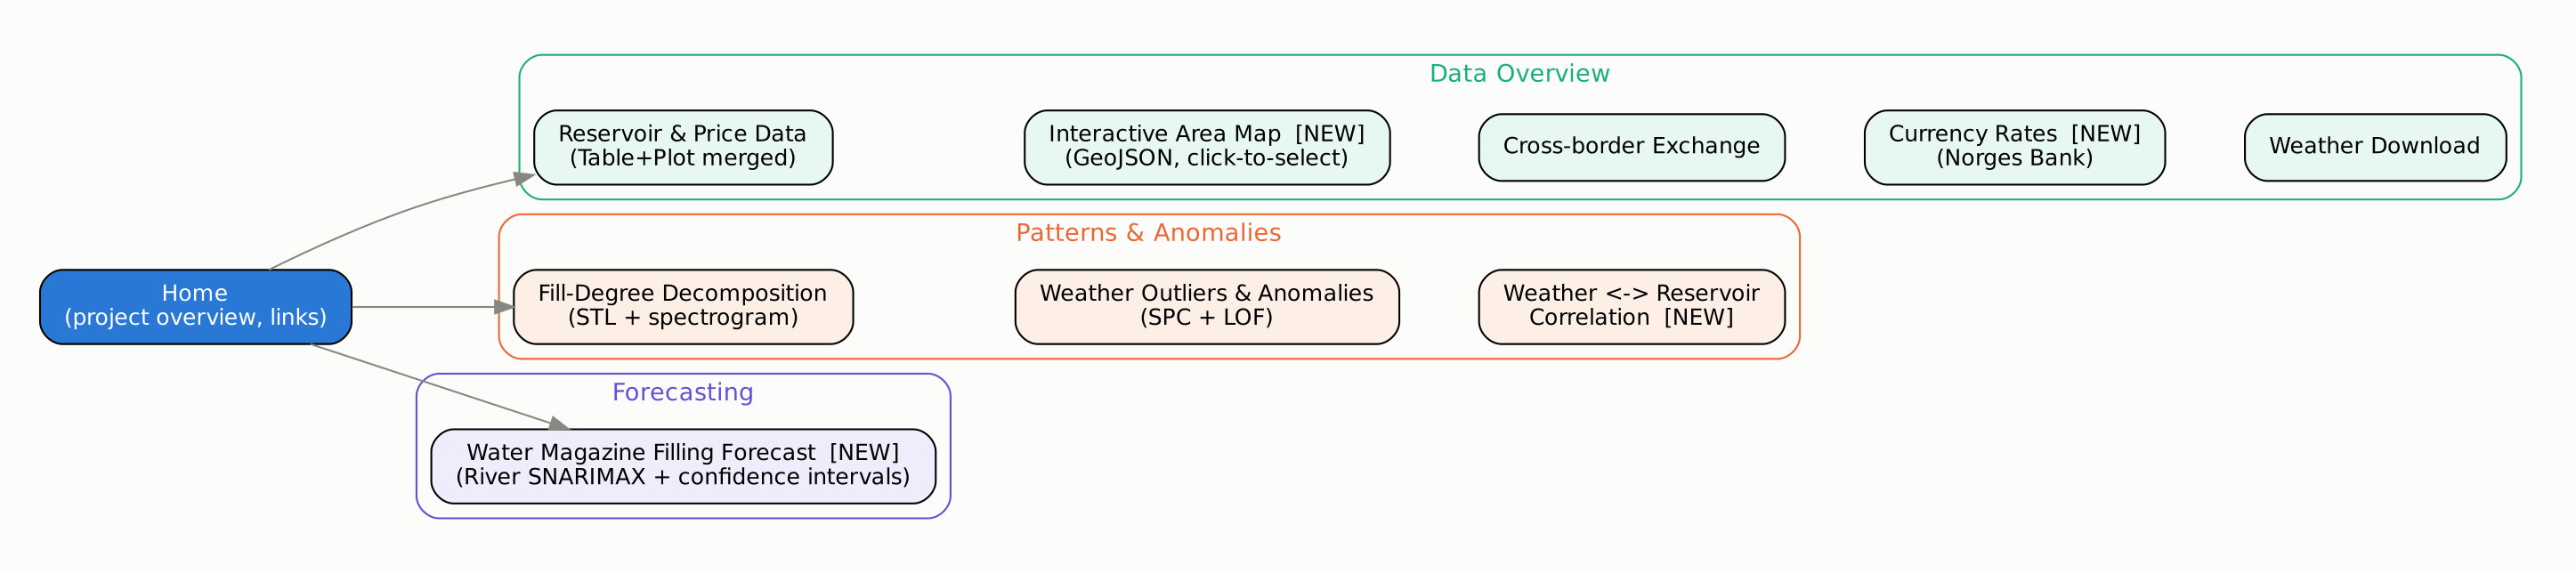 Data Overview
Reservoir & Price Data
(Table+Plot merged)
Interactive Area Map  [NEW]
(GeoJSON, click-to-select)
Cross-border Exchange
Currency Rates  [NEW]
(Norges Bank)
Weather Download
Patterns & Anomalies
Home
(project overview, links)
Fill-Degree Decomposition
(STL + spectrogram)
Weather Outliers & Anomalies
(SPC + LOF)
Weather <-> Reservoir
Correlation  [NEW]
Forecasting
Water Magazine Filling Forecast  [NEW]
(River SNARIMAX + confidence intervals)